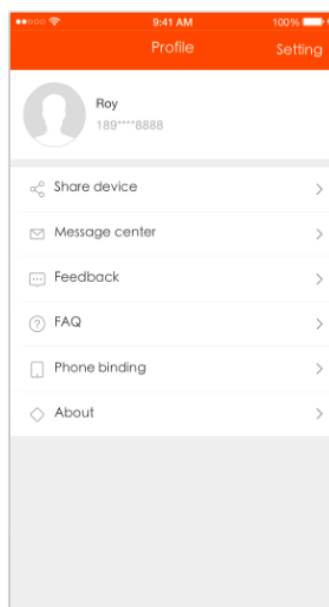 9:41 AM 100%
Profile Setting
Roy
189****8888
Share device
Message center
Feedback
FAQ
Phone binding
About